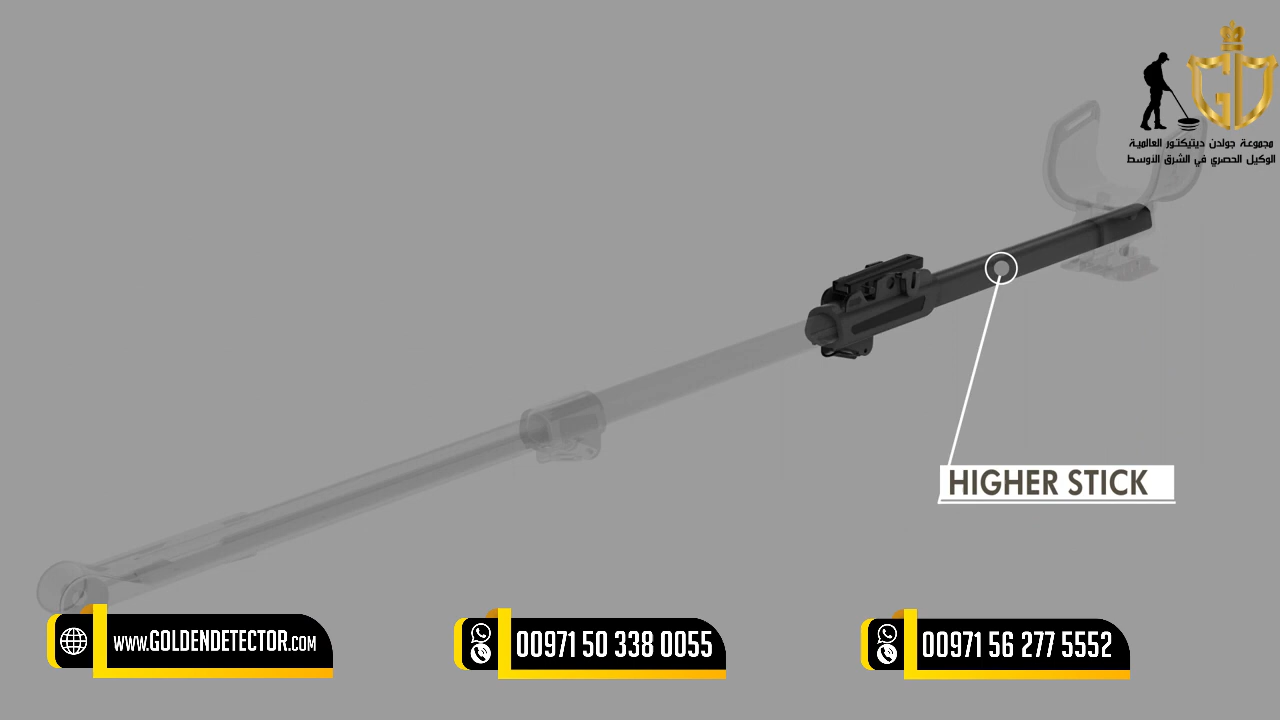 مجموعة جولدن ديتيكتور العالمية
الوكيل الحصري في الشرق الأوسط
HIGHER STICK
www.GOLDENDETECTOR.com
00971 50 338 0055
00971 56 277 5552